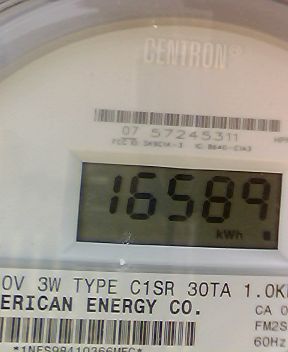 CENTRON®
07 57245311
16589
kWh
0V 3W TYPE C1SR 30TA 1.0K
ERICAN ENERGY CO.
CA 0
FM2S
60Hz